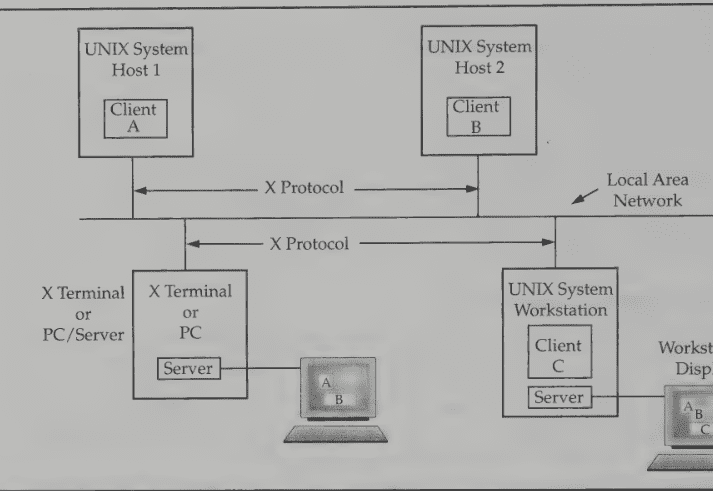 UNIX System
Host 1
Client
A
UNIX System
Host 2
Client
B
X Protocol
Local Area
Network
X Protocol
X Terminal
or
PC/Server
X Terminal
or
PC
Server
A
B
UNIX System
Workstation
Client
C
Server
A
B
C